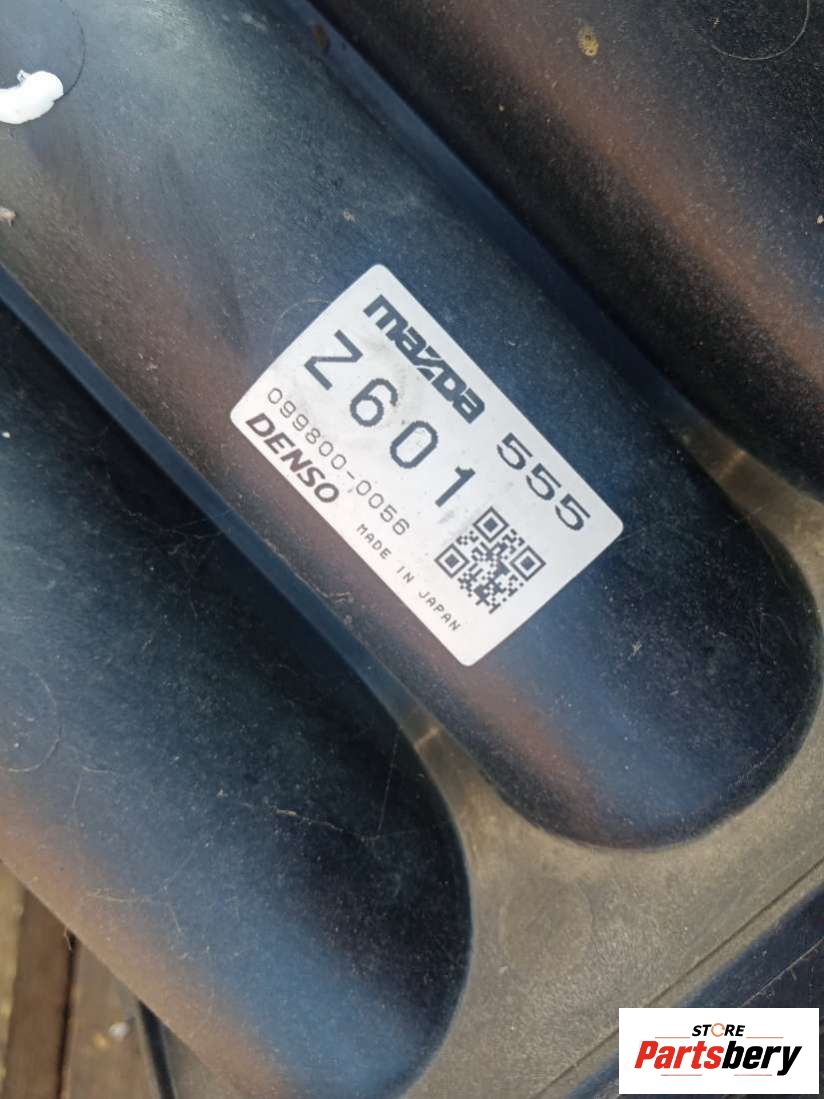 mazda 555
Z601
099800-0056
DENSO MADE IN JAPAN
STORE
Partsbery